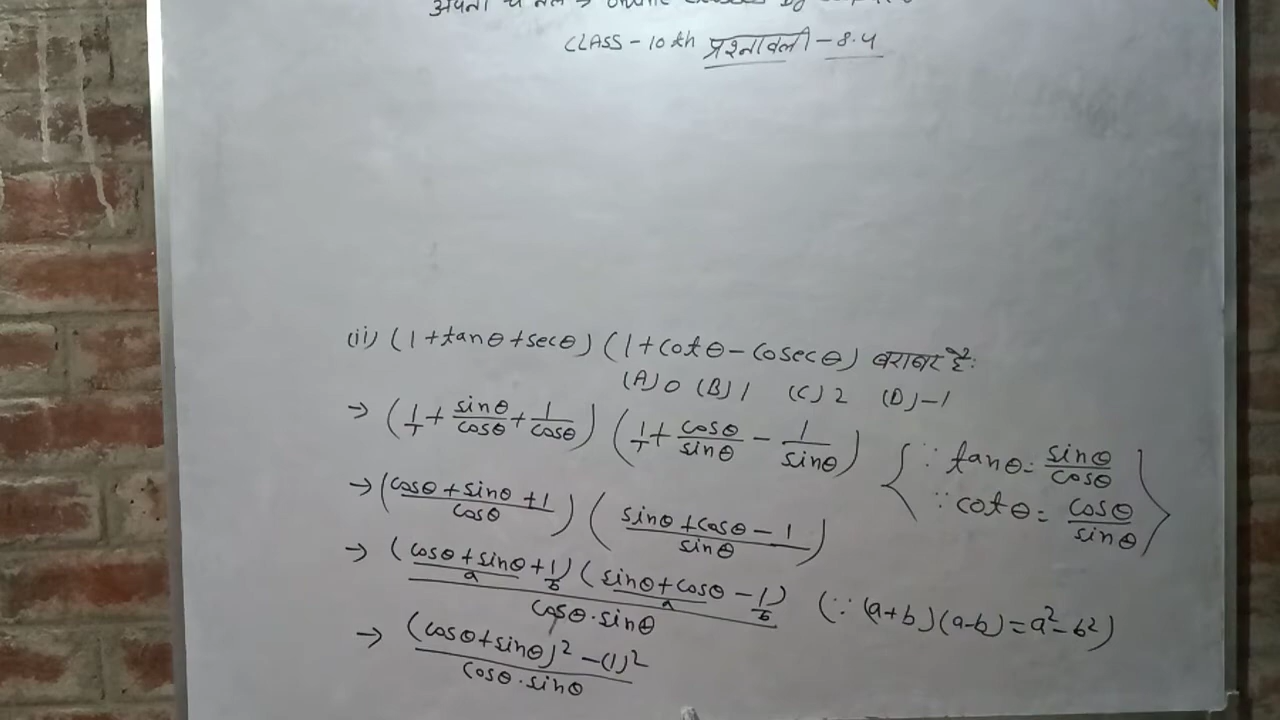 CLASS - 10 th प्रश्नावली - 8.4
(ii) (1+tanθ+secθ) (1+cotθ-cosecθ) बराबर है:
(A) 0 (B) 1 (C) 2 (D) -1
→ (1/1 + sinθ/cosθ + 1/cosθ) (1/1 + cosθ/sinθ - 1/sinθ) {∵ tanθ = sinθ/cosθ
∵ cotθ = cosθ/sinθ}
→ ((cosθ + sinθ + 1)/cosθ) ((sinθ + cosθ - 1)/sinθ)
→ (cosθ + sinθ + 1) (sinθ + cosθ - 1) / cosθ·sinθ (∵ (a+b)(a-b) = a² - b²)
a b a b
→ ((cosθ + sinθ)² - (1)²) / cosθ·sinθ